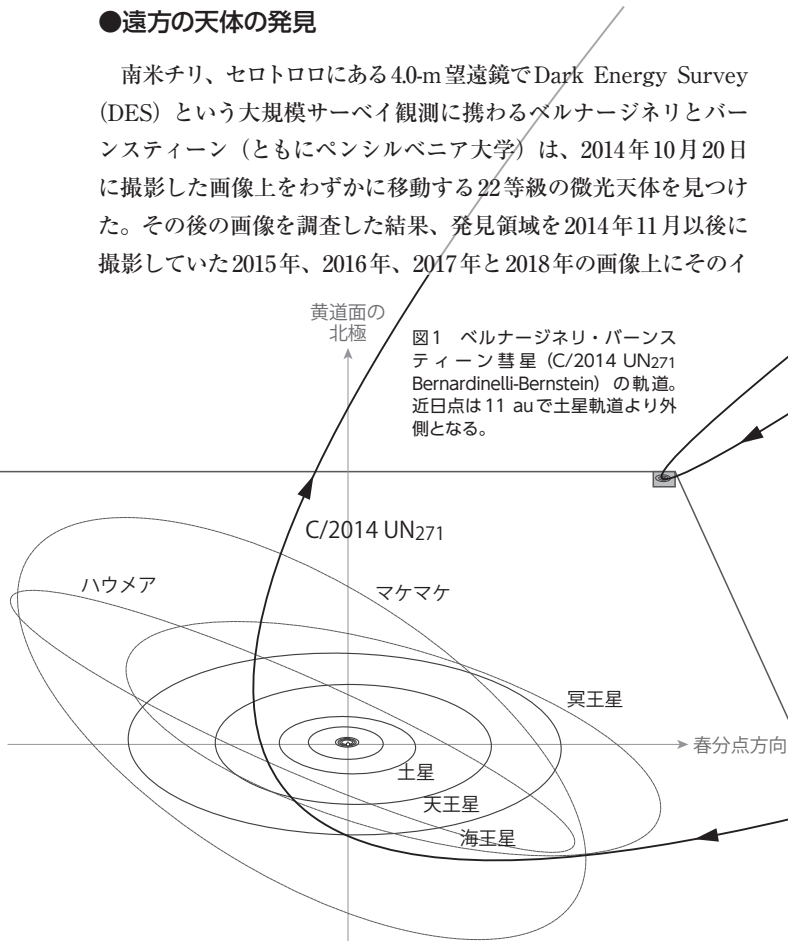 ●遠方の天体の発見
南米チリ、セロトロロにある4.0-m望遠鏡でDark Energy Survey
(DES) という大規模サーベイ観測に携わるベルナージネリとバー
ンスティーン（ともにペンシルベニア大学）は、2014年10月20日
に撮影した画像上をわずかに移動する22等級の微光天体を見つけ
た。その後の画像を調査した結果、発見領域を2014年11月以後に
撮影していた2015年、2016年、2017年と2018年の画像上にそのイ
黄道面の
北極
図1　ベルナージネリ・バーンス
ティーン彗星（C/2014 UN271
Bernardinelli-Bernstein）の軌道。
近日点は11 auで土星軌道より外
側となる。
C/2014 UN271
ハウメア
マケマケ
冥王星
春分点方向
土星
天王星
海王星